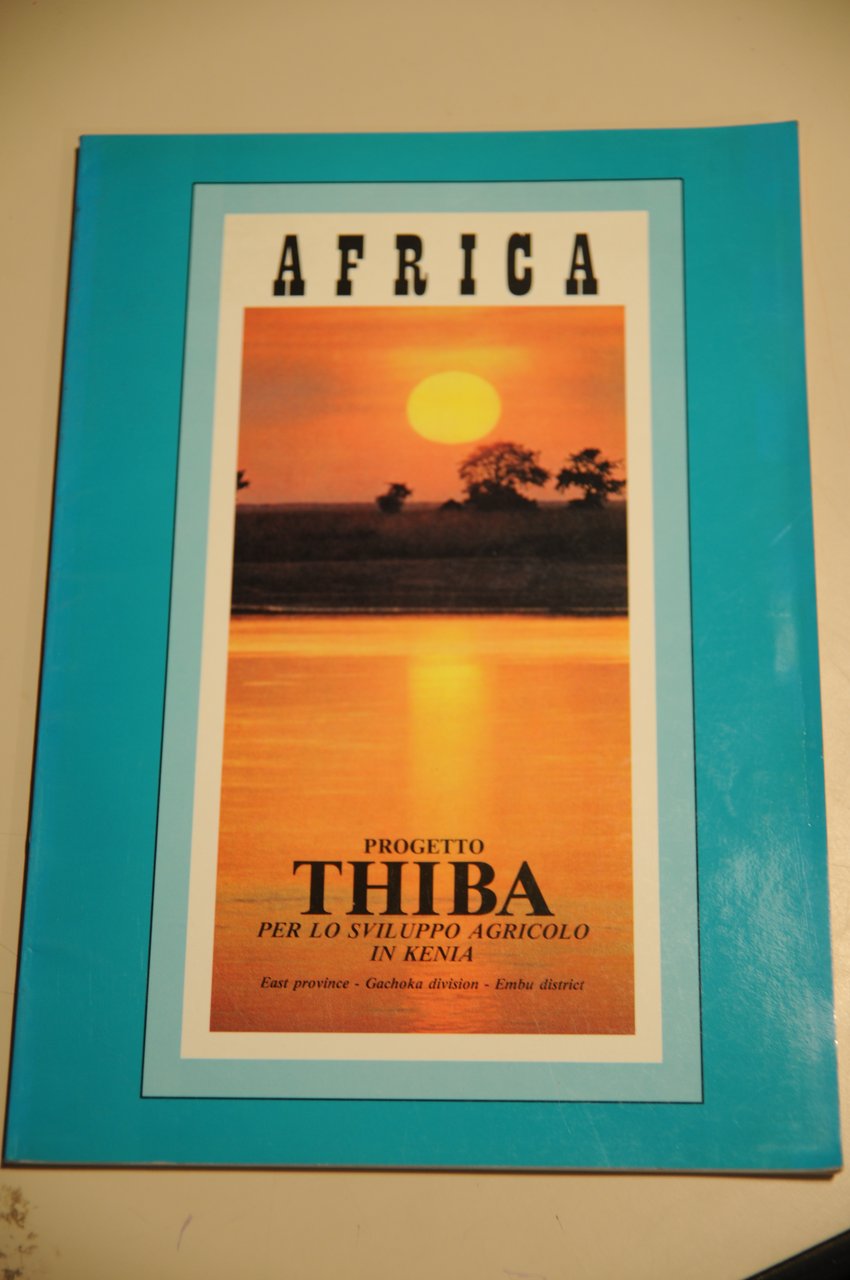 AFRICA
PROGETTO
THIBA
PER LO SVILUPPO AGRICOLO
IN KENIA
East province - Gachoka division - Embu district